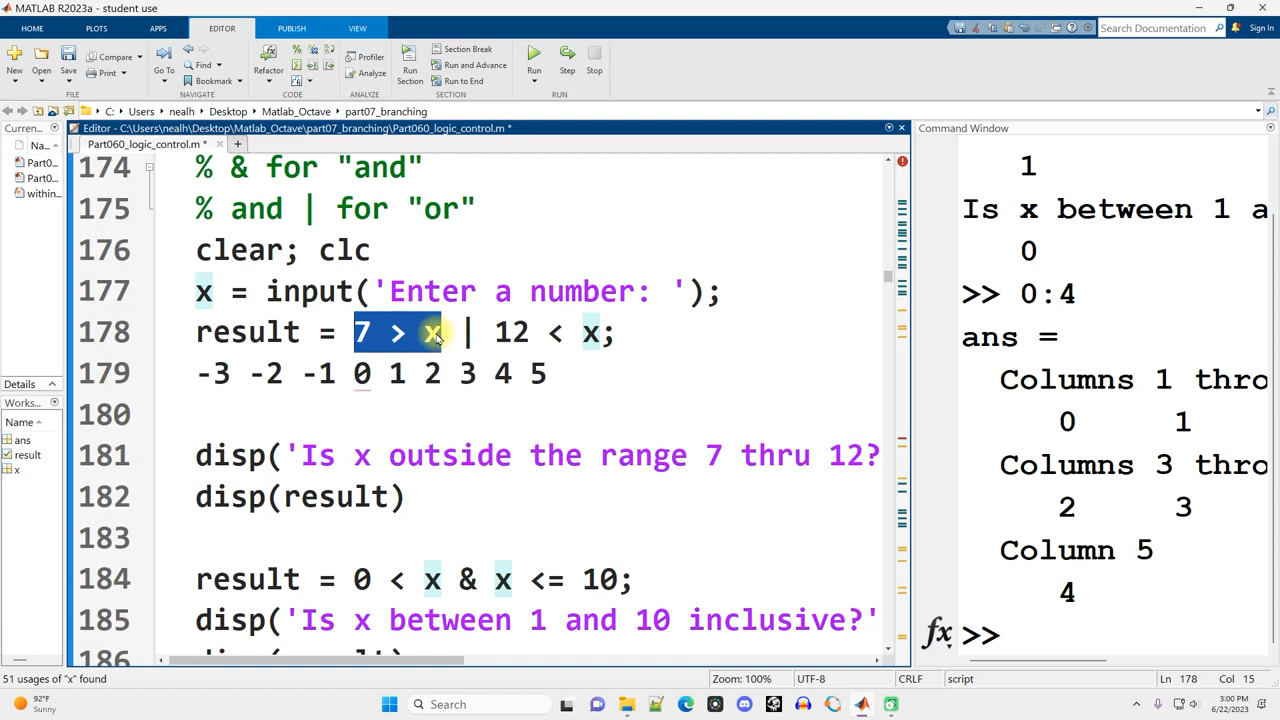 MATLAB R2023a - student use
HOME PLOTS APPS EDITOR PUBLISH VIEW
Search Documentation
Sign In
New Open Save Compare Print
Go To Find Bookmark
Refactor
Profiler Analyze
Run Section
Section Break
Run and Advance
Run to End
Run Step Stop
FILE NAVIGATE CODE ANALYZE SECTION RUN
C: Users nealh Desktop Matlab_Octave part07_branching
Curren...
Na...
Part0...
Part0...
within...
Details
Works...
Name
ans
result
x
Editor - C:\Users\nealh\Desktop\Matlab_Octave\part07_branching\Part060_logic_control.m *
Part060_logic_control.m * +
174 % & for "and"
175 % and | for "or"
176 clear; clc
177 x = input('Enter a number: ');
178 result = 7 > x | 12 < x;
179 -3 -2 -1 0 1 2 3 4 5
180
181 disp('Is x outside the range 7 thru 12?
182 disp(result)
183
184 result = 0 < x & x <= 10;
185 disp('Is x between 1 and 10 inclusive?'
186
Command Window
1
Is x between 1 a
0
>> 0:4
ans =
Columns 1 thro
0 1
Columns 3 thro
2 3
Column 5
4
fx >>
51 usages of "x" found
Zoom: 100% UTF-8 CRLF script Ln 178 Col 15
92°F
Sunny
Search
3:00 PM
6/22/2023